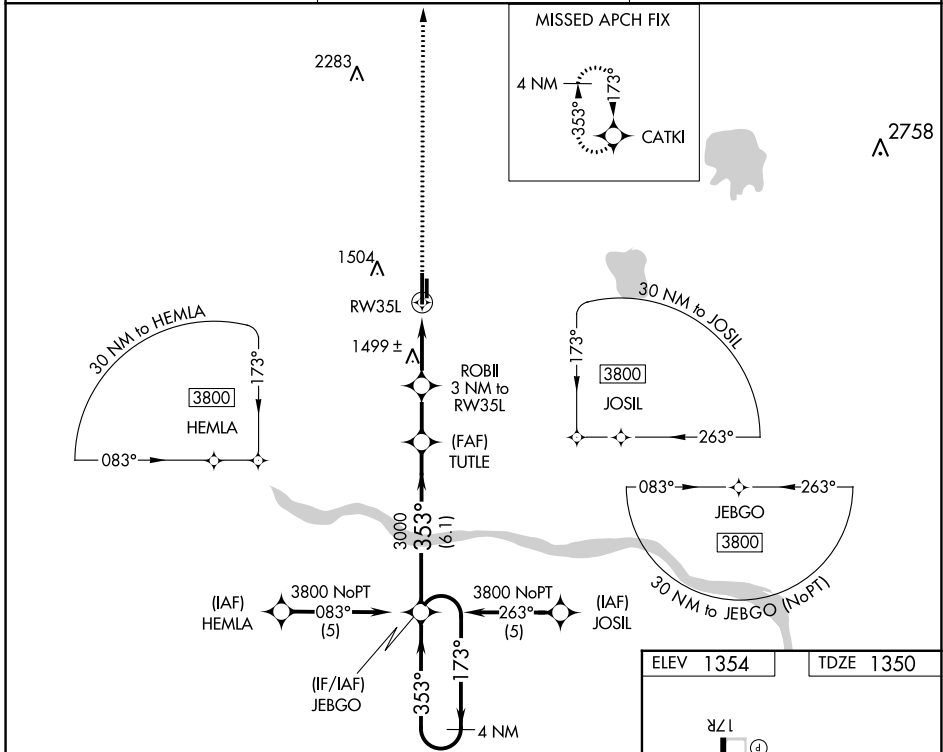 MISSED APCH FIX
4 NM
353°
173°
CATKI
2283
2758
1504
RW35L
1499 ±
ROBII
3 NM to
RW35L
(FAF)
TUTLE
30 NM to HEMLA
173°
3800
HEMLA
083°
30 NM to JOSIL
173°
3800
JOSIL
263°
083°
263°
JEBGO
3800
30 NM to JEBGO (NoPT)
3000
353°
(6.1)
(IAF)
HEMLA
3800 NoPT
083°
(5)
3800 NoPT
263°
(5)
(IAF)
JOSIL
(IF/IAF)
JEBGO
353°
173°
4 NM
ELEV 1354
TDZE 1350
17R
P